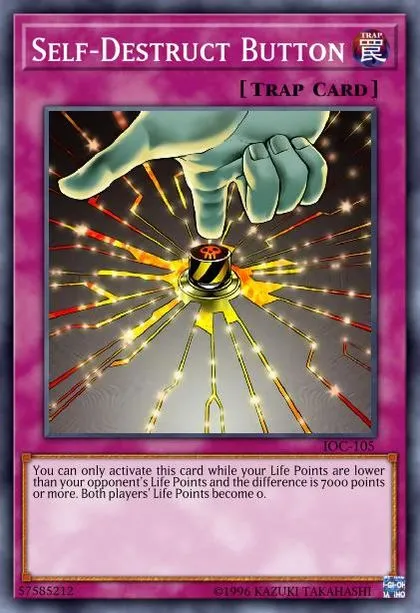 Self-Destruct Button
TRAP
罠
[Trap Card]
IOC-105
You can only activate this card while your Life Points are lower
than your opponent's Life Points and the difference is 7000 points
or more. Both players' Life Points become 0.
57585212
©1996 KAZUKI TAKAHASHI